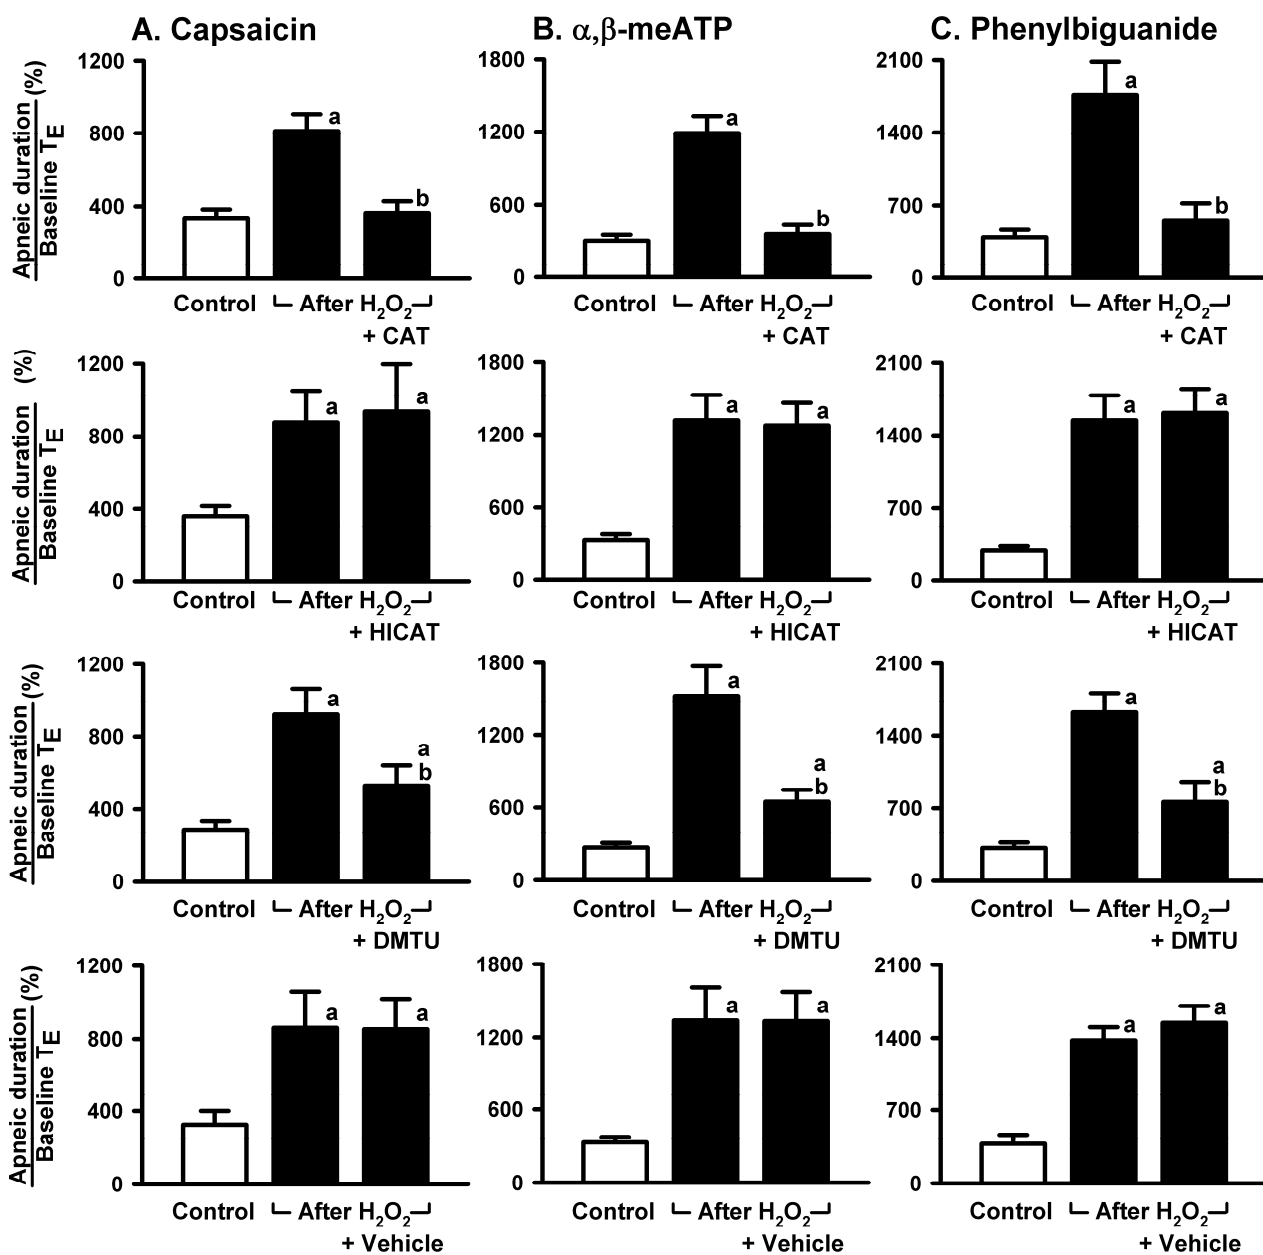 A. Capsaicin
B. α,β-meATP
C. Phenylbiguanide
Apneic duration (%)
Baseline TE
1200
800
400
0
a
b
Control
After H2O2
+ CAT
1800
1200
600
0
a
b
Control
After H2O2
+ CAT
2100
1400
700
0
a
b
Control
After H2O2
+ CAT
Apneic duration (%)
Baseline TE
1200
800
400
0
a
a
Control
After H2O2
+ HICAT
1800
1200
600
0
a
a
Control
After H2O2
+ HICAT
2100
1400
700
0
a
a
Control
After H2O2
+ HICAT
Apneic duration (%)
Baseline TE
1200
800
400
0
a
a
b
Control
After H2O2
+ DMTU
1800
1200
600
0
a
a
b
Control
After H2O2
+ DMTU
2100
1400
700
0
a
a
b
Control
After H2O2
+ DMTU
Apneic duration (%)
Baseline TE
1200
800
400
0
a
a
Control
After H2O2
+ Vehicle
1800
1200
600
0
a
a
Control
After H2O2
+ Vehicle
2100
1400
700
0
a
a
Control
After H2O2
+ Vehicle